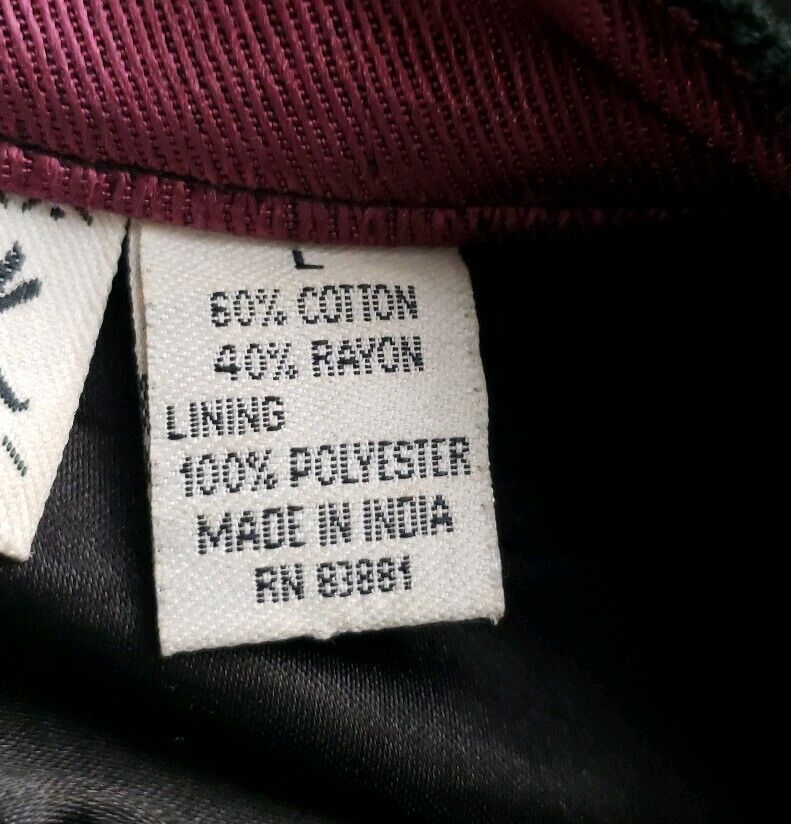 L
60% COTTON
40% RAYON
LINING
100% POLYESTER
MADE IN INDIA
RN 83881